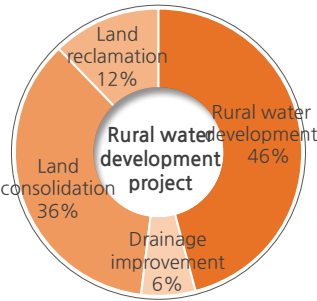 Land
reclamation
12%
Rural water
development
46%
Rural water
development
project
Land
consolidation
36%
Drainage
improvement
6%